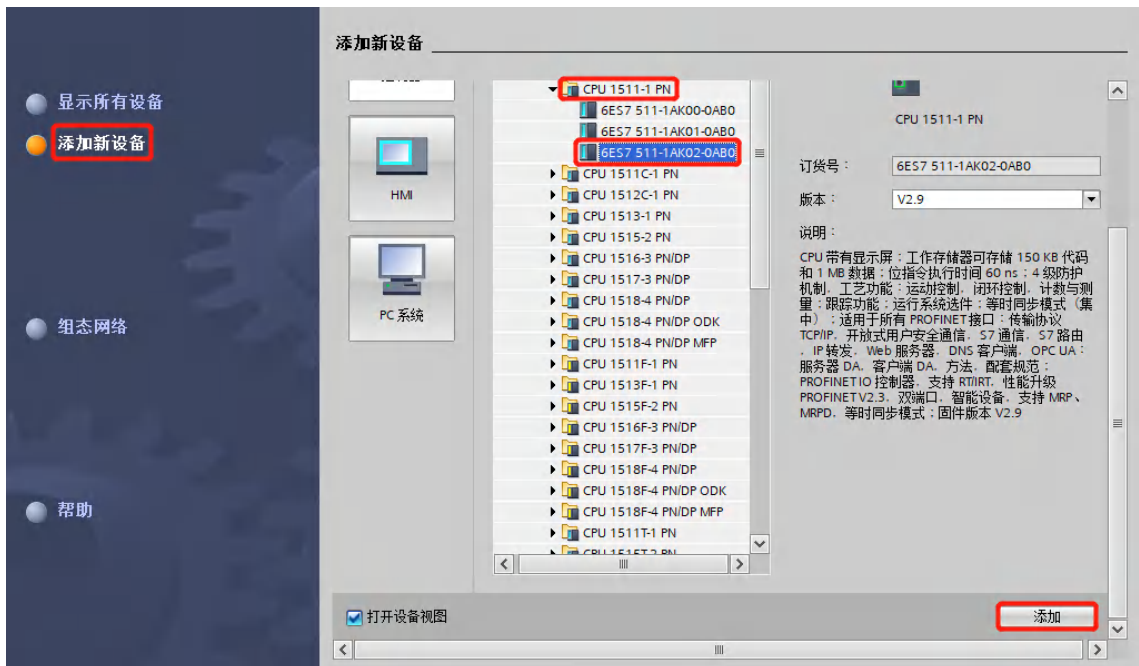 添加新设备
显示所有设备
添加新设备
组态网络
帮助
HMI
PC 系统
CPU 1511-1 PN
6ES7 511-1AK00-0AB0
6ES7 511-1AK01-0AB0
6ES7 511-1AK02-0AB0
CPU 1511C-1 PN
CPU 1512C-1 PN
CPU 1513-1 PN
CPU 1515-2 PN
CPU 1516-3 PN/DP
CPU 1517-3 PN/DP
CPU 1518-4 PN/DP
CPU 1518-4 PN/DP ODK
CPU 1518-4 PN/DP MFP
CPU 1511F-1 PN
CPU 1513F-1 PN
CPU 1515F-2 PN
CPU 1516F-3 PN/DP
CPU 1517F-3 PN/DP
CPU 1518F-4 PN/DP
CPU 1518F-4 PN/DP ODK
CPU 1518F-4 PN/DP MFP
CPU 1511T-1 PN
CPU 1515T-2 PN
CPU 1511-1 PN
订货号： 6ES7 511-1AK02-0AB0
版本： V2.9
说明：
CPU 带有显示屏；工作存储器可存储 150 KB 代码
和 1 MB 数据；位指令执行时间 60 ns；4 级防护
机制，工艺功能：运动控制，闭环控制，计数与测
量；跟踪功能；运行系统选件；等时同步模式（集
中）；适用于所有 PROFINET 接口：传输协议
TCP/IP，开放式用户安全通信，S7 通信，S7 路由
，IP 转发，Web 服务器，DNS 客户端，OPC UA：
服务器 DA，客户端 DA，方法，配套规范；
PROFINET IO 控制器，支持 RT/IRT，性能升级
PROFINET V2.3，双端口，智能设备，支持 MRP、
MRPD，等时同步模式；固件版本 V2.9
打开设备视图
添加